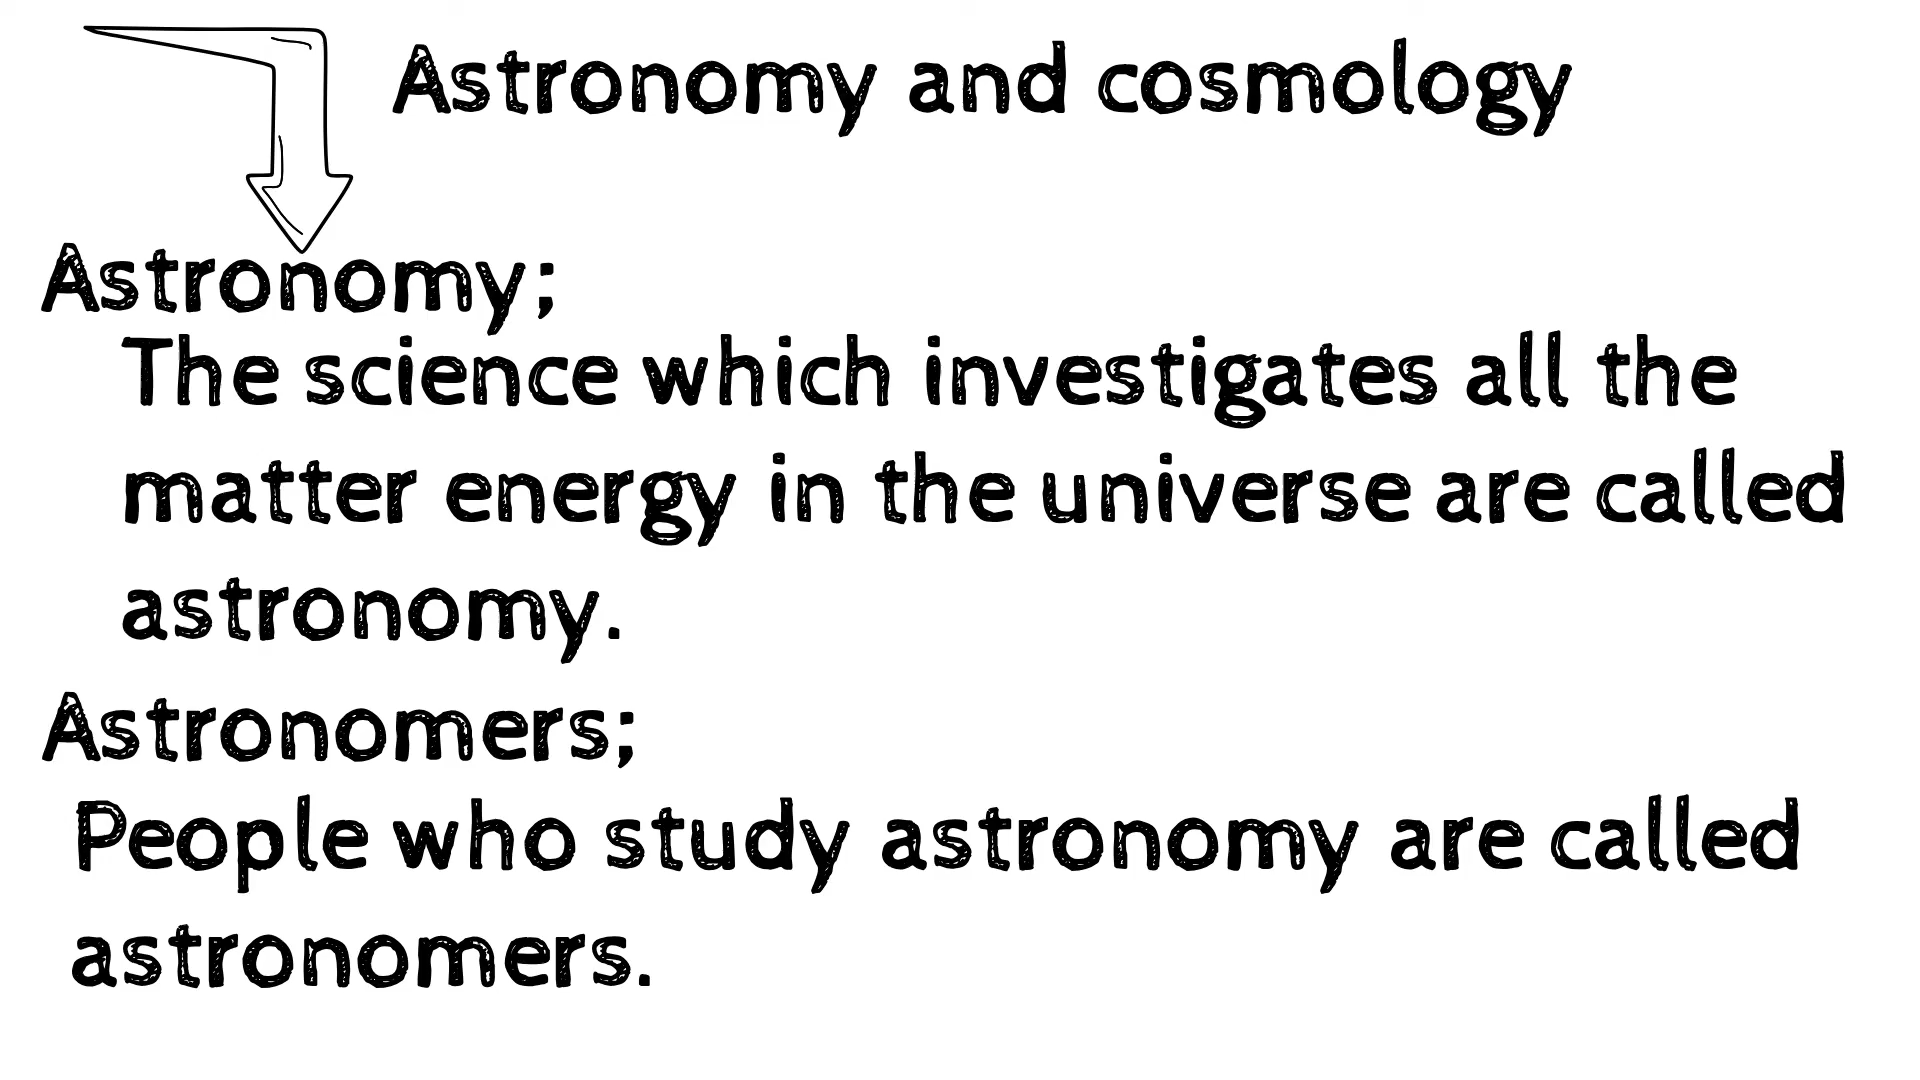 Astronomy and cosmology
Astronomy;
The science which investigates all the
matter energy in the universe are called
astronomy.
Astronomers;
People who study astronomy are called
astronomers.